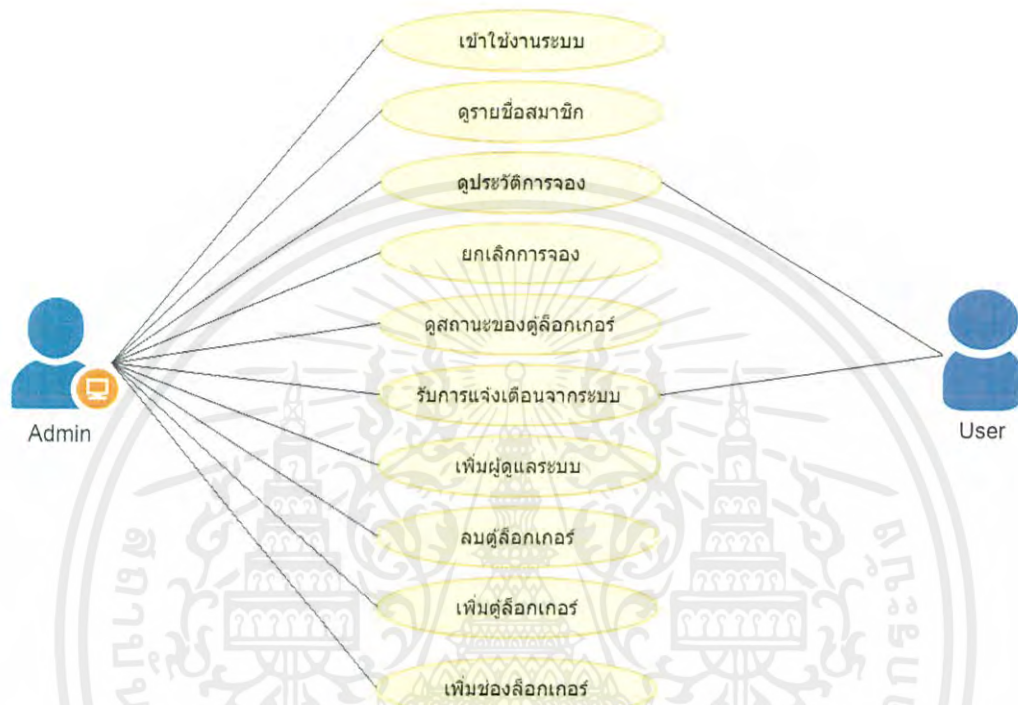 เข้าใช้งานระบบ
ดูรายชื่อสมาชิก
ดูประวัติการจอง
ยกเลิกการจอง
ดูสถานะของตู้ล็อกเกอร์
รับการแจ้งเตือนจากระบบ
เพิ่มผู้ดูแลระบบ
ลบตู้ล็อกเกอร์
เพิ่มตู้ล็อกเกอร์
เพิ่มช่องล็อกเกอร์
Admin
User